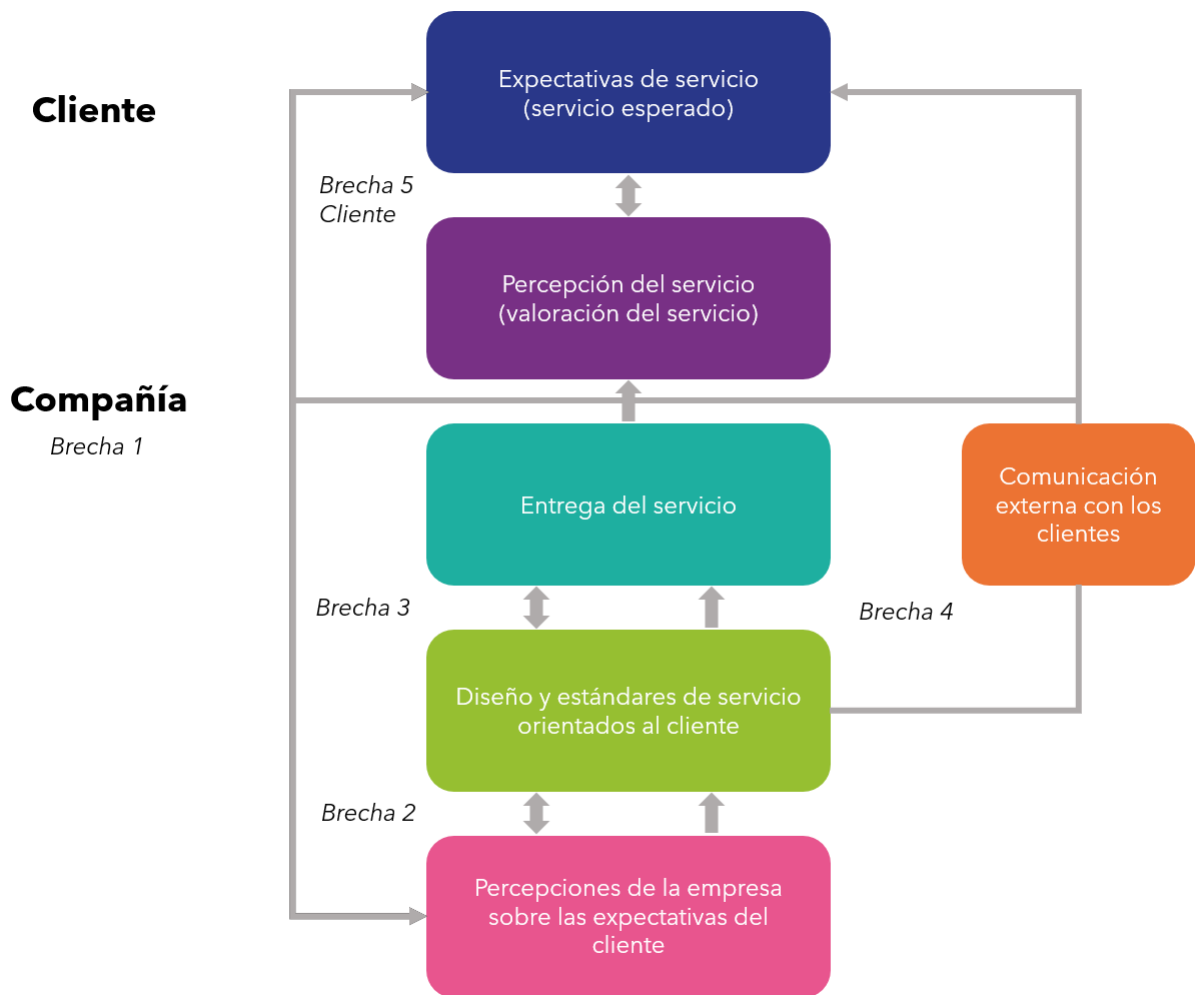 Expectativas de servicio
(servicio esperado)
Cliente
Brecha 5
Cliente
Percepción del servicio
(valoración del servicio)
Compañía
Brecha 1
Entrega del servicio
Comunicación
externa con los
clientes
Brecha 3
Brecha 4
Diseño y estándares de servicio
orientados al cliente
Brecha 2
Percepciones de la empresa
sobre las expectativas del
cliente